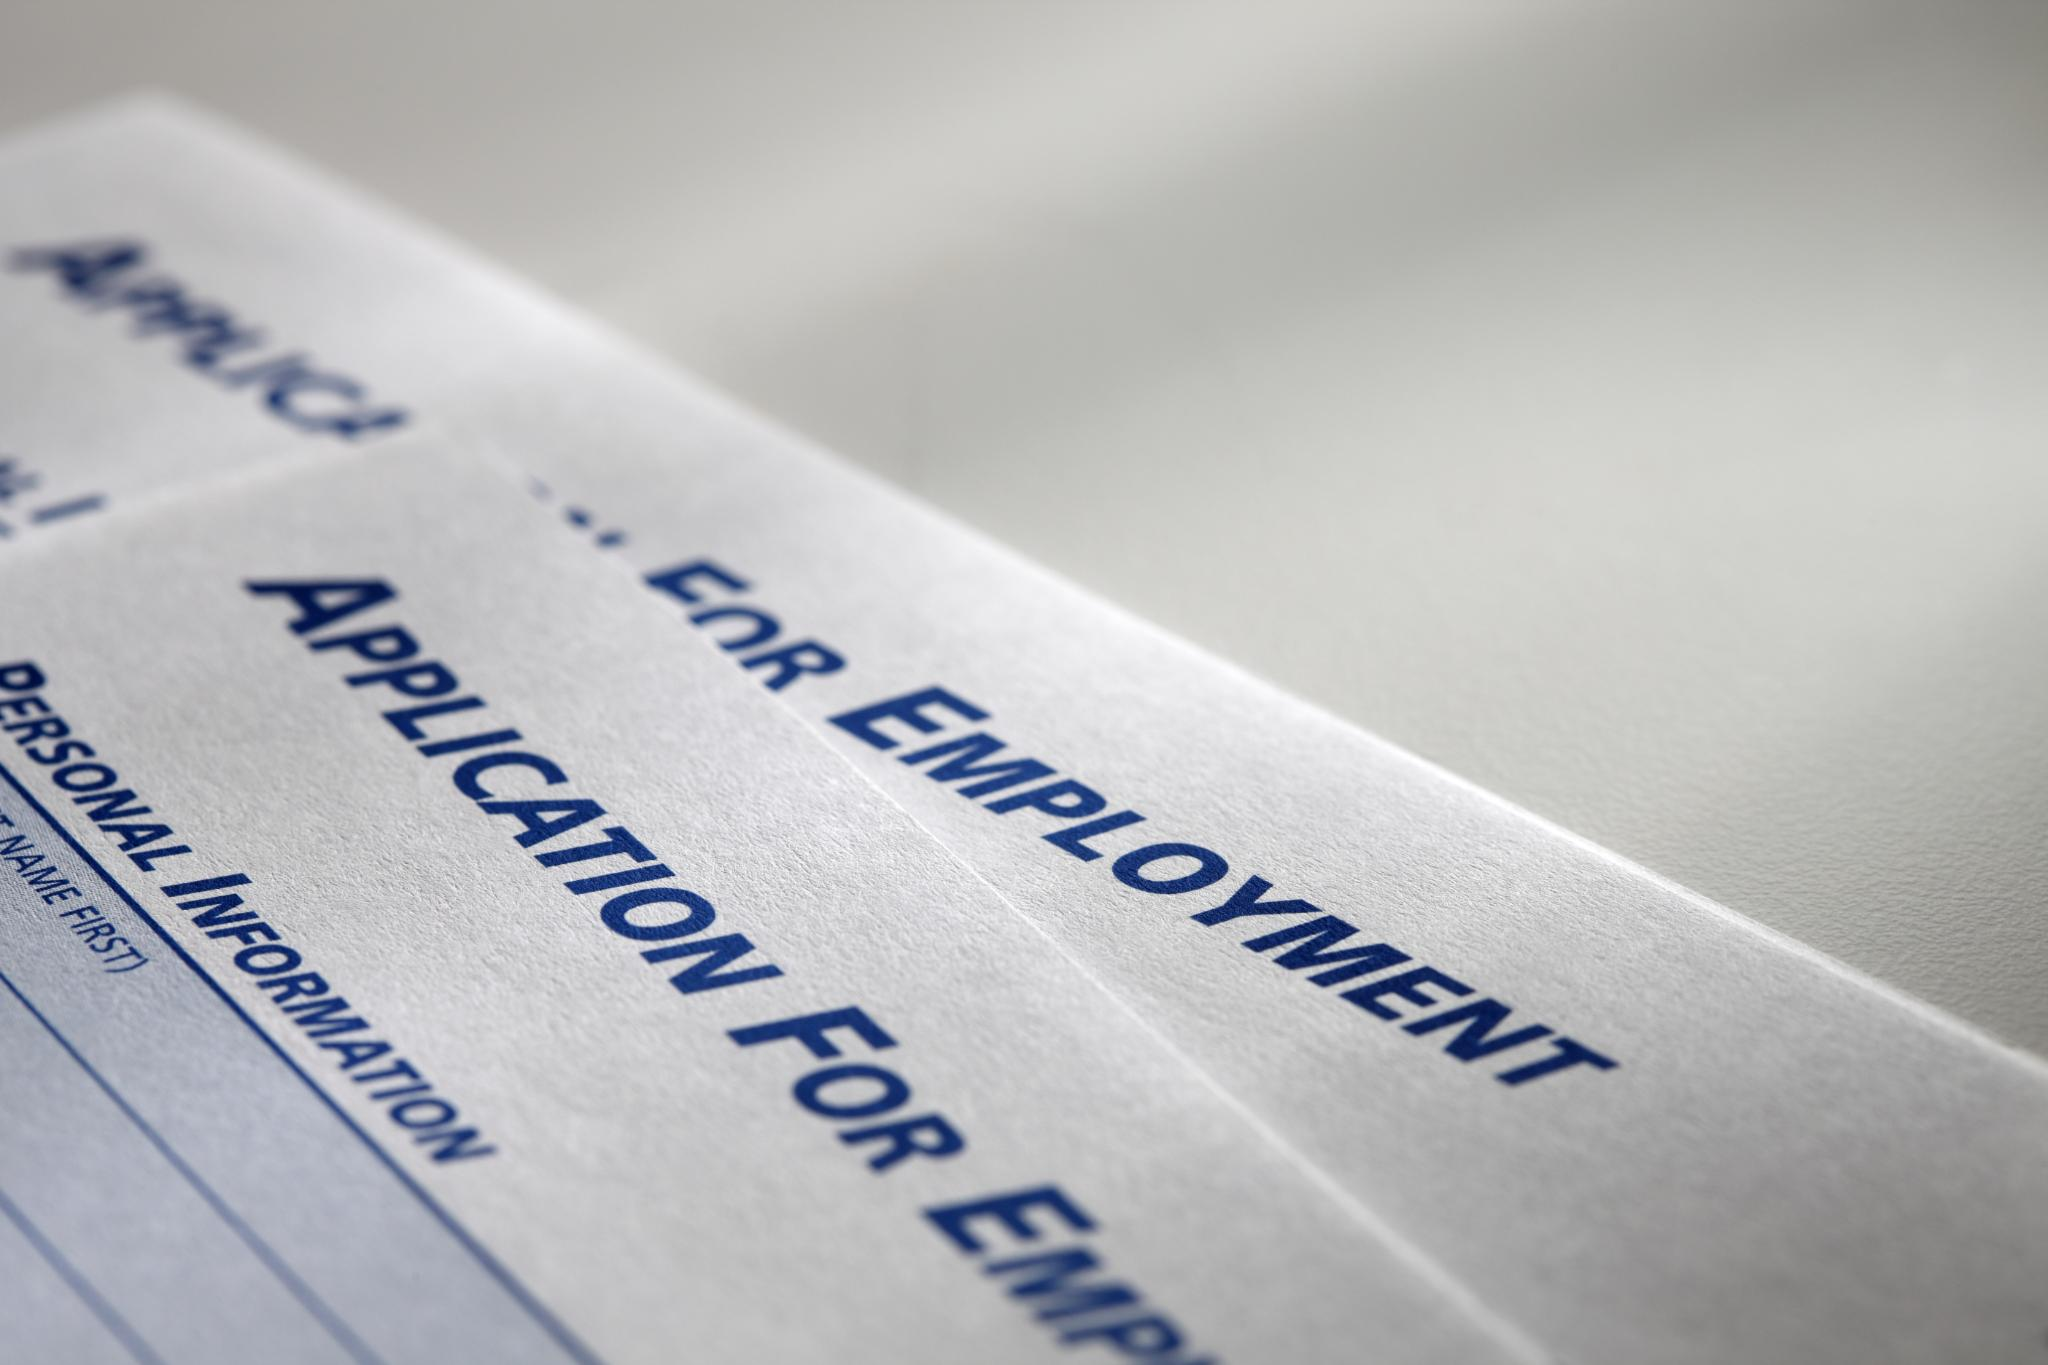 APPLICA FOR EMPLOYMENT
APPLICATION FOR EMP
PERSONAL INFORMATION
NAME FIRST)